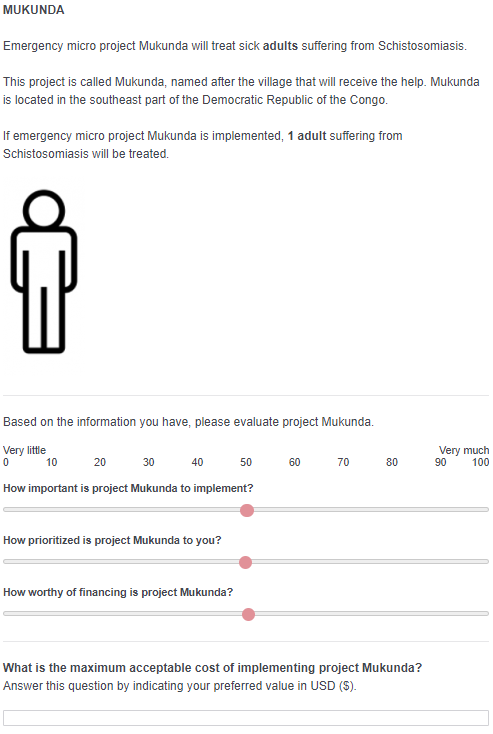 MUKUNDA
Emergency micro project Mukunda will treat sick adults suffering from Schistosomiasis.
This project is called Mukunda, named after the village that will receive the help. Mukunda
is located in the southeast part of the Democratic Republic of the Congo.
If emergency micro project Mukunda is implemented, 1 adult suffering from
Schistosomiasis will be treated.
Based on the information you have, please evaluate project Mukunda.
Very little Very much
0 10 20 30 40 50 60 70 80 90 100
How important is project Mukunda to implement?
How prioritized is project Mukunda to you?
How worthy of financing is project Mukunda?
What is the maximum acceptable cost of implementing project Mukunda?
Answer this question by indicating your preferred value in USD ($).